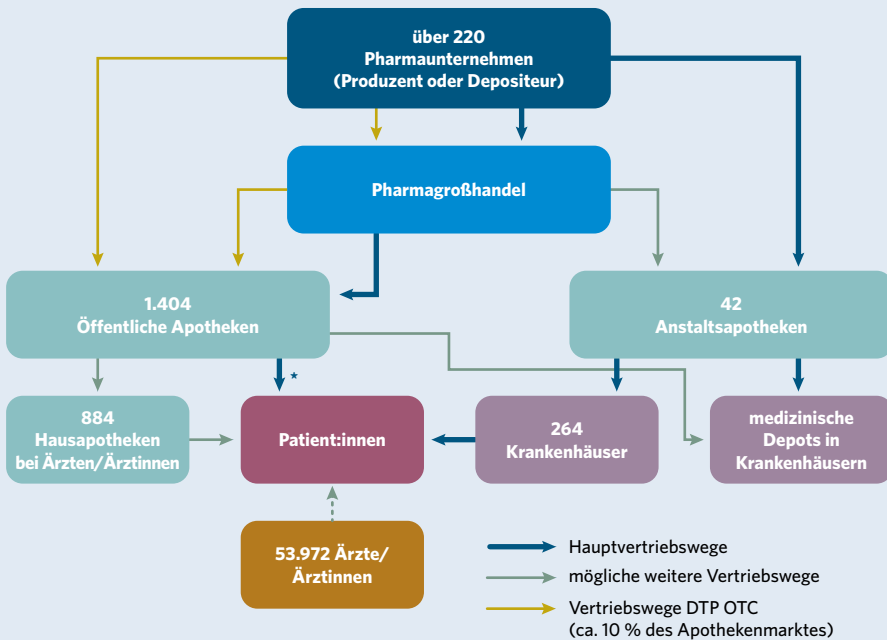 über 220
Pharmaunternehmen
(Produzent oder Depositeur)
Pharmagroßhandel
1.404
Öffentliche Apotheken
42
Anstaltsapotheken
*
884
Hausapotheken
bei Ärzten/Ärztinnen
Patient:innen
264
Krankenhäuser
medizinische
Depots in
Krankenhäusern
53.972 Ärzte/
Ärztinnen
Hauptvertriebswege
mögliche weitere Vertriebswege
Vertriebswege DTP OTC
(ca. 10 % des Apothekenmarktes)